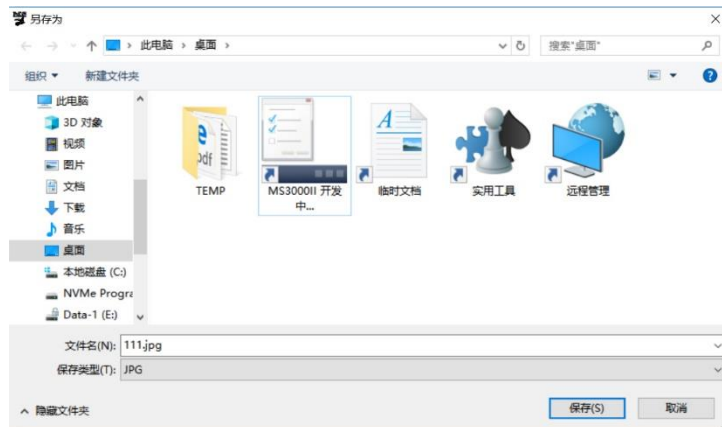 另存为
此电脑 › 桌面 ›
搜索"桌面"
组织
新建文件夹
此电脑
3D 对象
视频
图片
文档
下载
音乐
桌面
本地磁盘 (C:)
NVMe Progra
Data-1 (E:)
pdf
TEMP
MS3000II 开发中...
A
临时文档
实用工具
远程管理
文件名(N): 111.jpg
保存类型(T): JPG
隐藏文件夹
保存(S)
取消